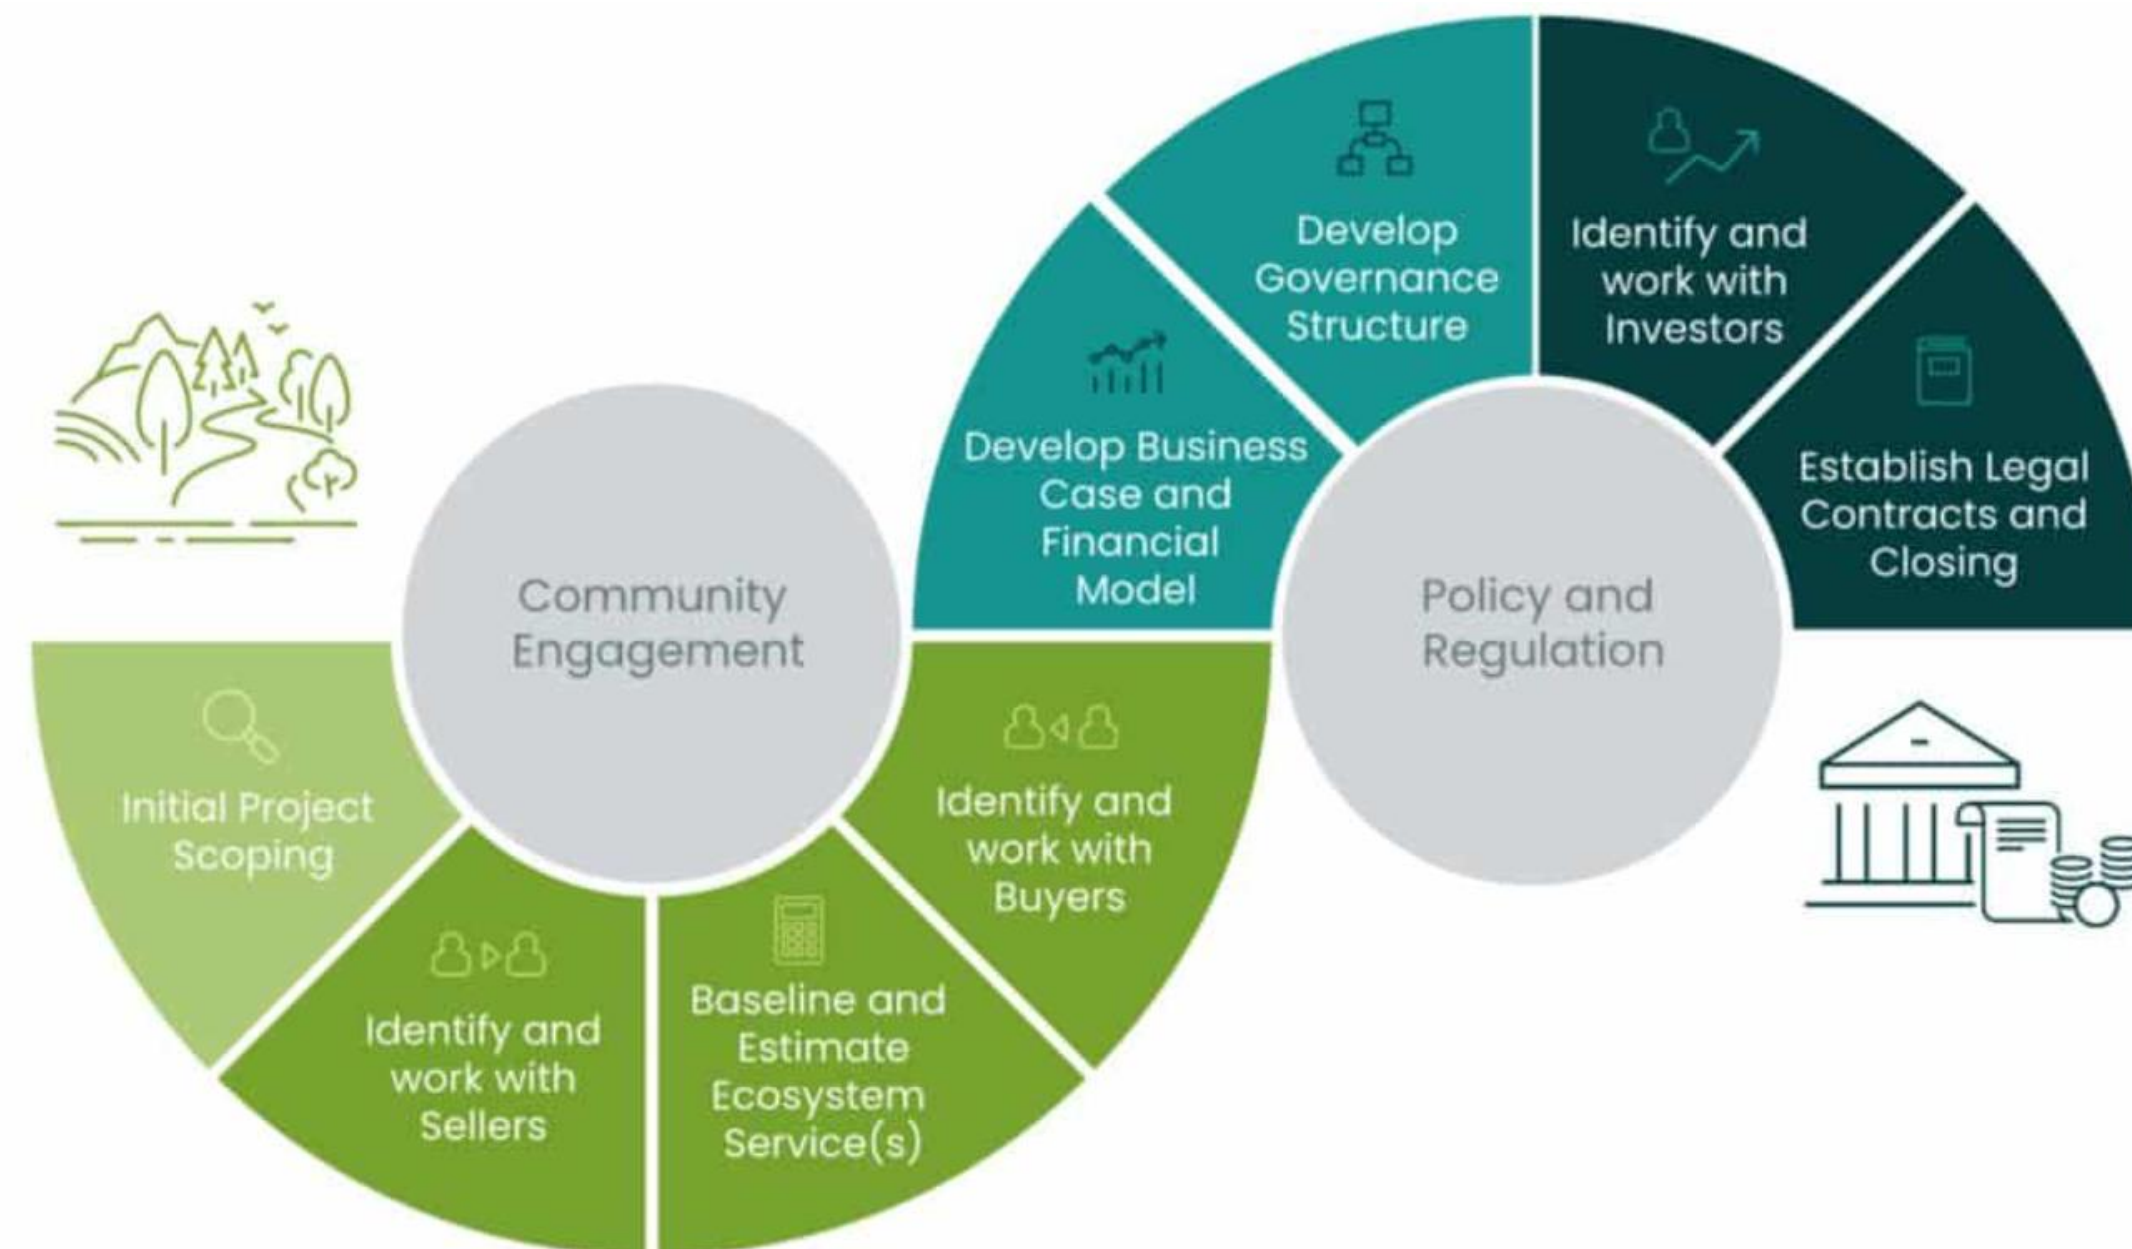 Initial Project
Scoping
Identify and
work with
Sellers
Baseline and
Estimate
Ecosystem
Service(s)
Identify and
work with
Buyers
Community
Engagement
Develop Business
Case and
Financial
Model
Develop
Governance
Structure
Identify and
work with
Investors
Establish Legal
Contracts and
Closing
Policy and
Regulation